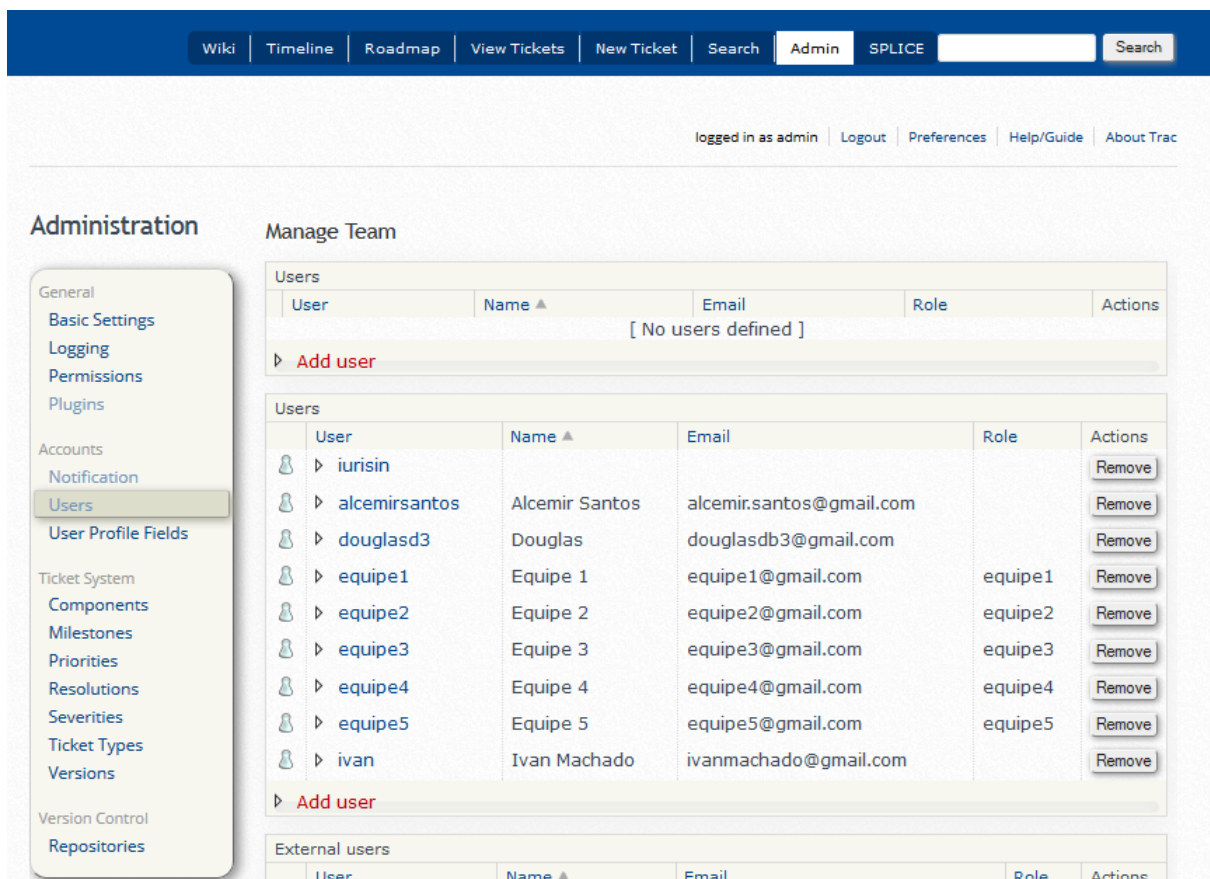 Wiki Timeline Roadmap View Tickets New Ticket Search Admin SPLICE Search
logged in as admin Logout Preferences Help/Guide About Trac
Administration
General
Basic Settings
Logging
Permissions
Plugins
Accounts
Notification
Users
User Profile Fields
Ticket System
Components
Milestones
Priorities
Resolutions
Severities
Ticket Types
Versions
Version Control
Repositories
Manage Team
Users
User Name Email Role Actions
[ No users defined ]
Add user
Users
User Name Email Role Actions
iurisin Remove
alcemirsantos Alcemir Santos alcemir.santos@gmail.com Remove
douglasd3 Douglas douglasdb3@gmail.com Remove
equipe1 Equipe 1 equipe1@gmail.com equipe1 Remove
equipe2 Equipe 2 equipe2@gmail.com equipe2 Remove
equipe3 Equipe 3 equipe3@gmail.com equipe3 Remove
equipe4 Equipe 4 equipe4@gmail.com equipe4 Remove
equipe5 Equipe 5 equipe5@gmail.com equipe5 Remove
ivan Ivan Machado ivanmachado@gmail.com Remove
Add user
External users
User Name Email Role Actions